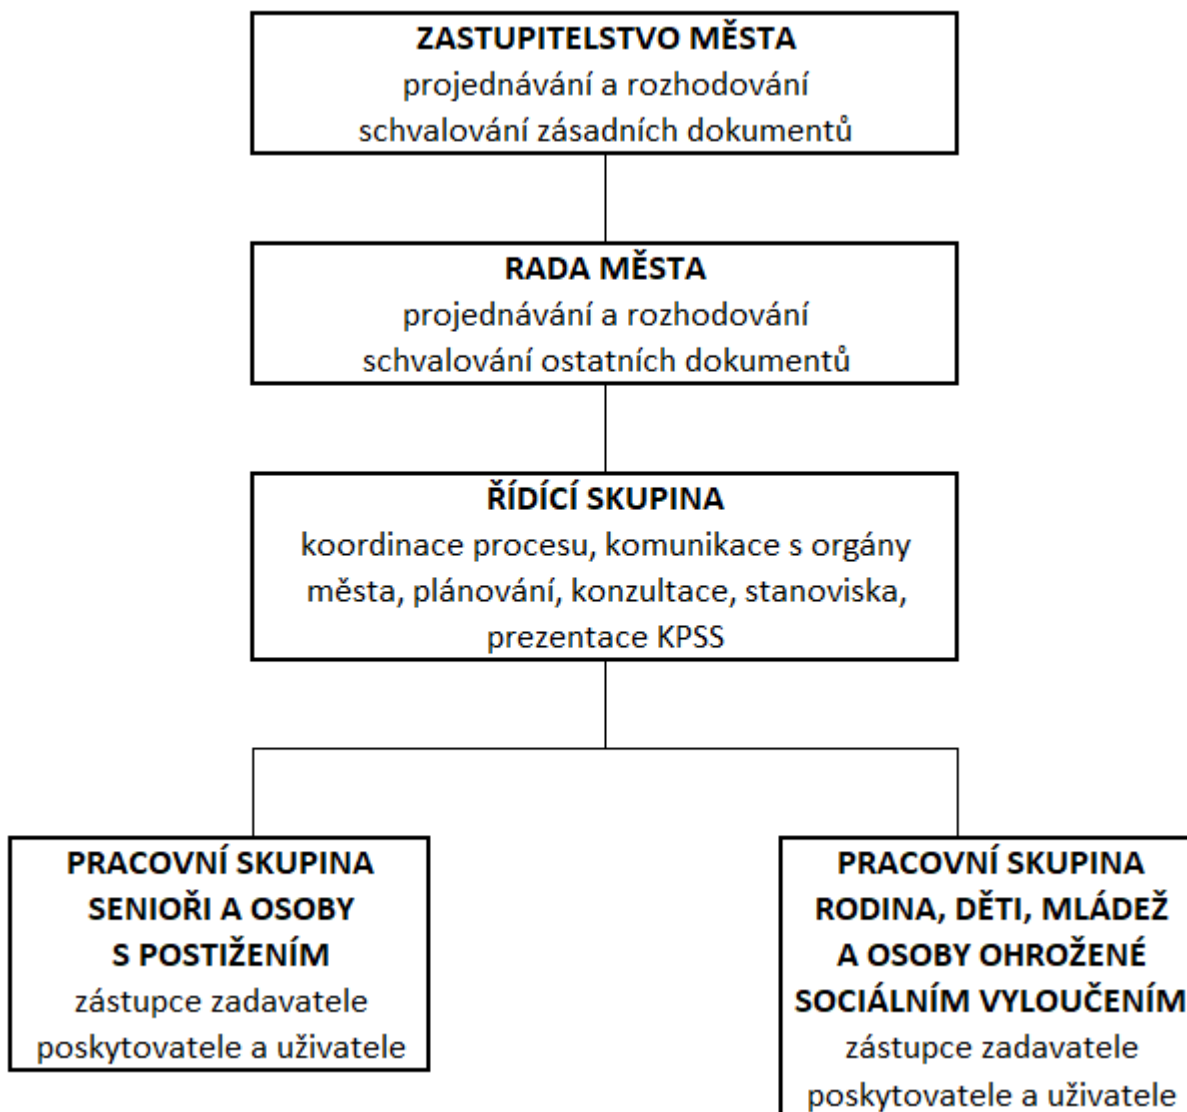 ZASTUPITELSTVO MĚSTA
projednávání a rozhodování
schvalování zásadních dokumentů
RADA MĚSTA
projednávání a rozhodování
schvalování ostatních dokumentů
ŘÍDÍCÍ SKUPINA
koordinace procesu, komunikace s orgány
města, plánování, konzultace, stanoviska,
prezentace KPSS
PRACOVNÍ SKUPINA
SENIOŘI A OSOBY
S POSTIŽENÍM
zástupce zadavatele
poskytovatele a uživatele
PRACOVNÍ SKUPINA
RODINA, DĚTI, MLÁDEŽ
A OSOBY OHROŽENÉ
SOCIÁLNÍM VYLOUČENÍM
zástupce zadavatele
poskytovatele a uživatele